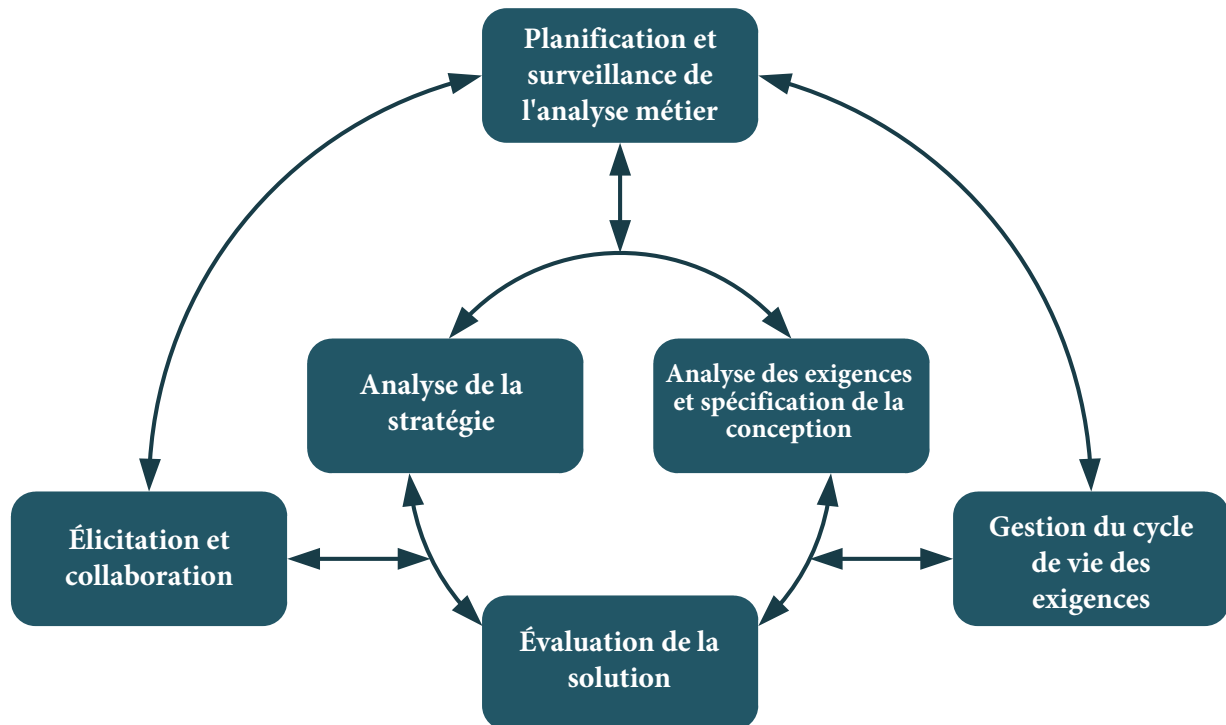 Planification et
surveillance de
l'analyse métier
Analyse de la
stratégie
Analyse des exigences
et spécification de la
conception
Élicitation et
collaboration
Gestion du cycle
de vie des
exigences
Évaluation de la
solution